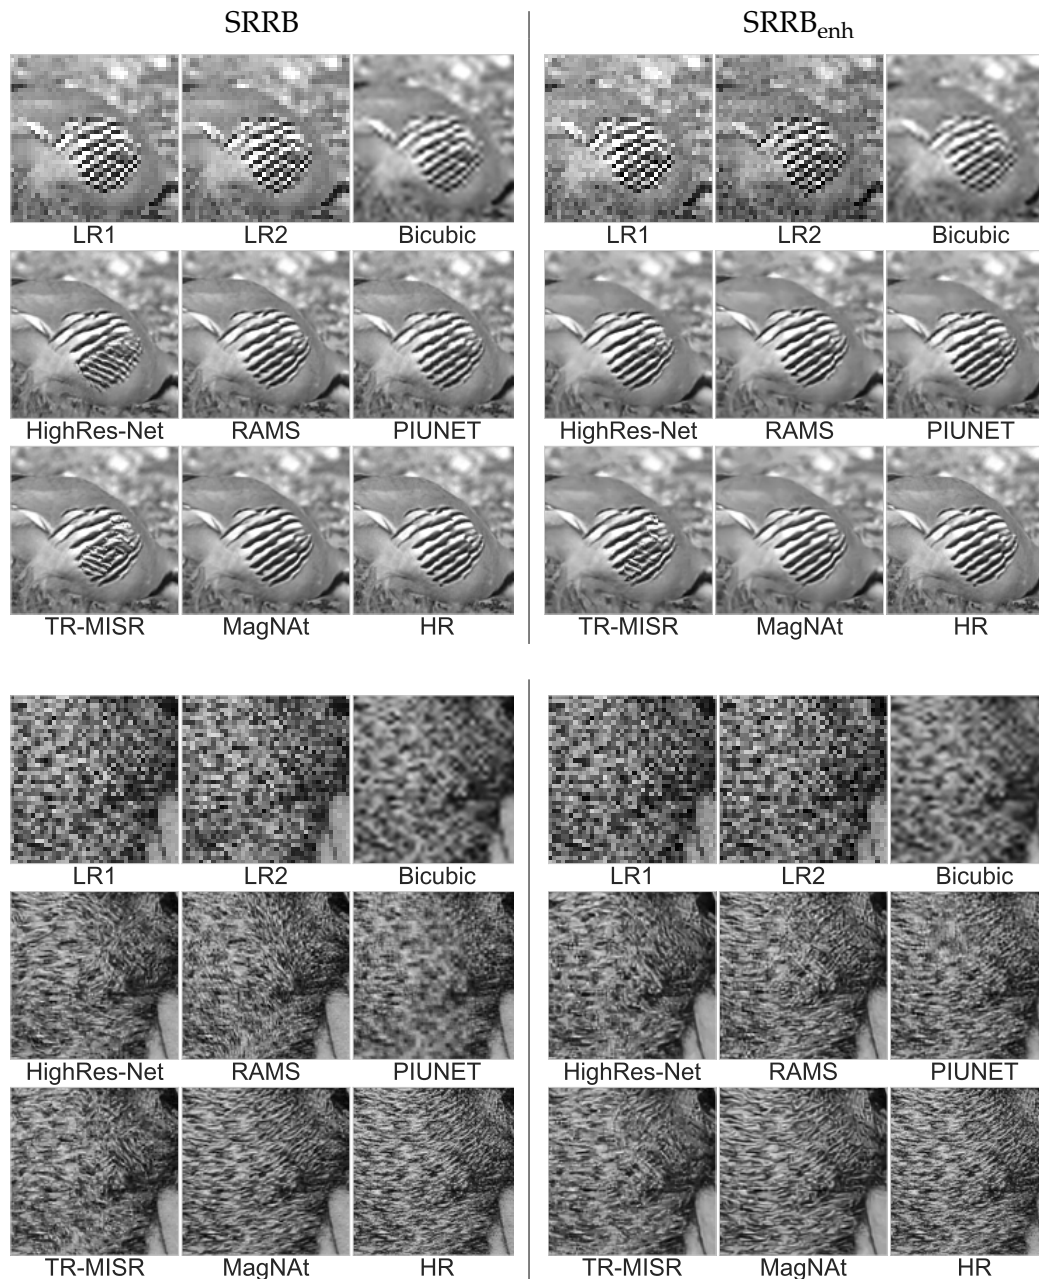 SRRB SRRBenh
LR1 LR2 Bicubic LR1 LR2 Bicubic
HighRes-Net RAMS PIUNET HighRes-Net RAMS PIUNET
TR-MISR MagNAt HR TR-MISR MagNAt HR
LR1 LR2 Bicubic LR1 LR2 Bicubic
HighRes-Net RAMS PIUNET HighRes-Net RAMS PIUNET
TR-MISR MagNAt HR TR-MISR MagNAt HR